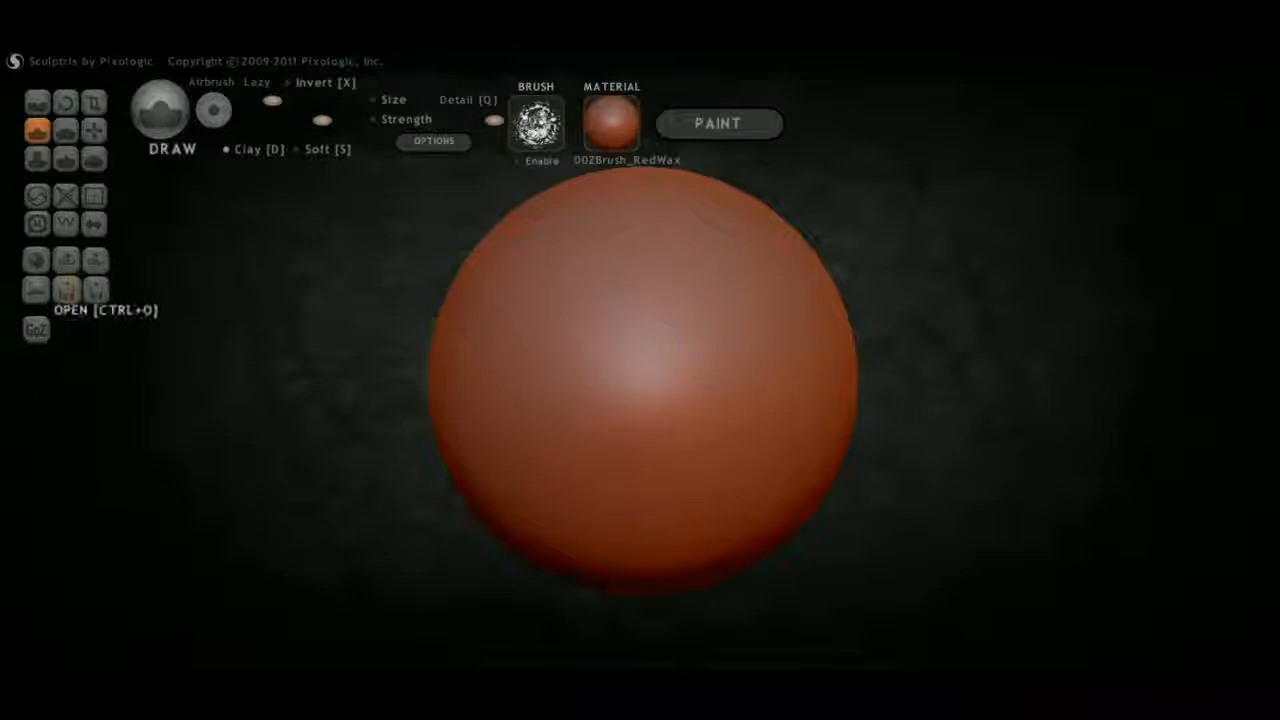 Sculptris by Pixologic Copyright ©2009-2011 Pixologic, Inc.
Airbrush Lazy Invert [X]
Size Detail [Q]
Strength
OPTIONS
DRAW
Clay [D] Soft [S]
BRUSH
Enable
MATERIAL
00ZBrush_RedWax
PAINT
OPEN [CTRL+O]
GoZ